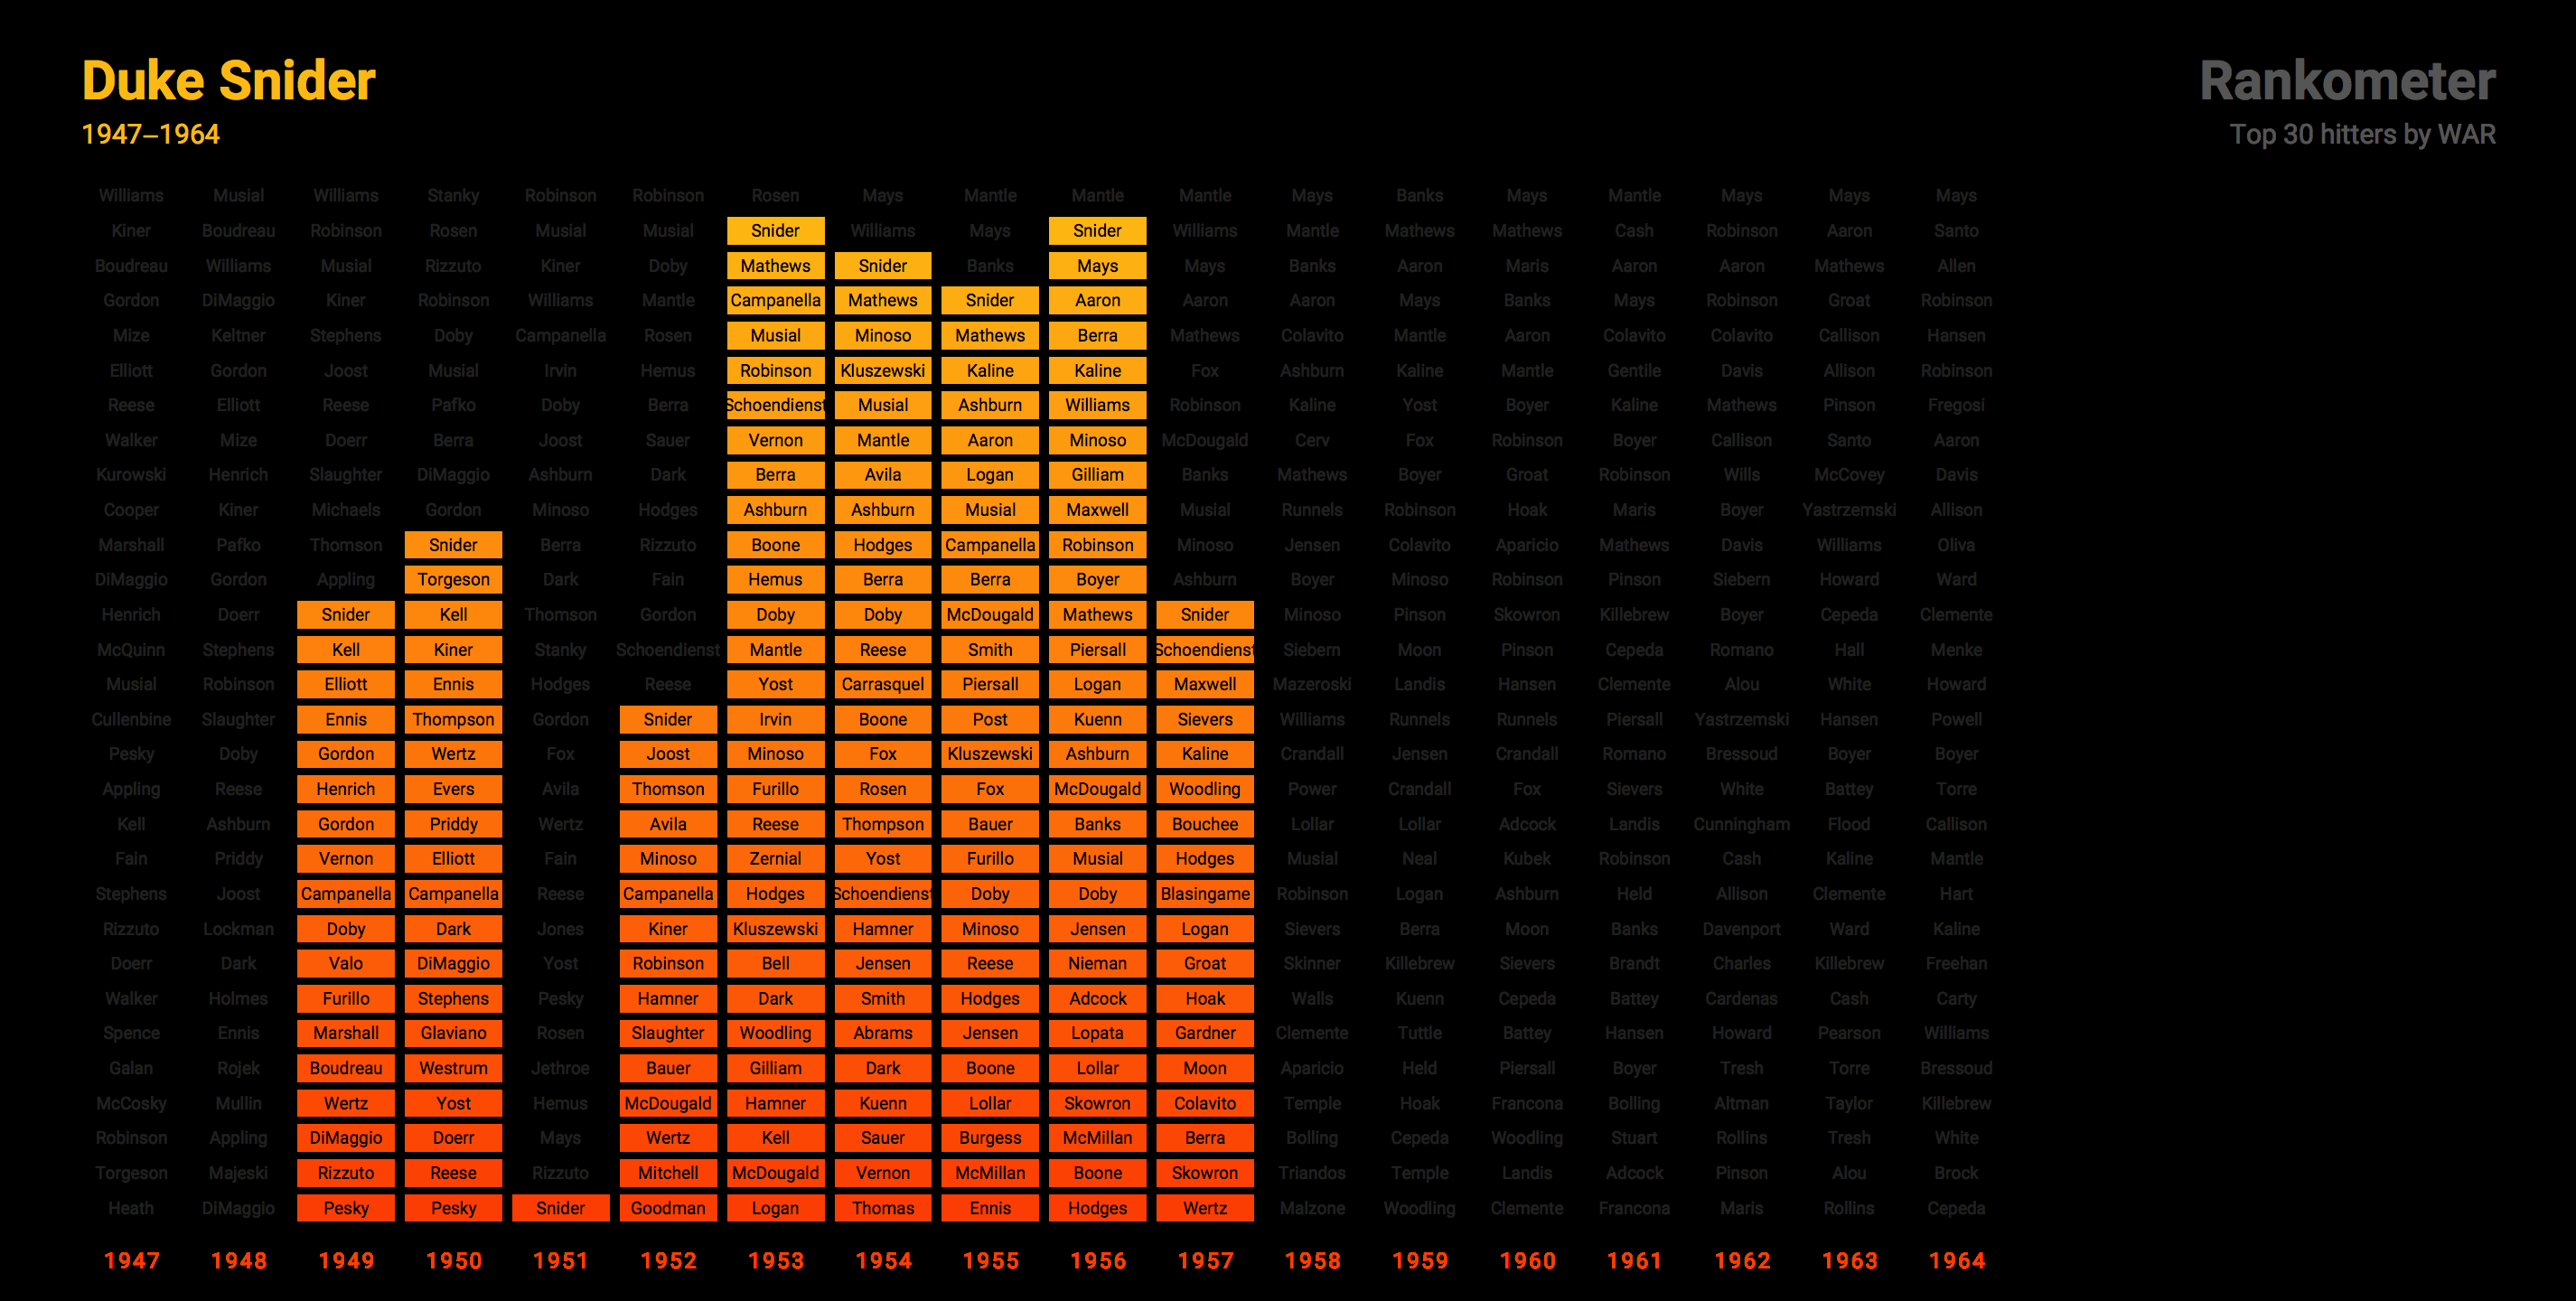 Duke Snider
1947–1964
Rankometer
Top 30 hitters by WAR
Williams Musial Williams Stanky Robinson Robinson Rosen Mays Mantle Mantle Mantle Mays Banks Mays Mantle Mays Mays Mays
Kiner Boudreau Robinson Rosen Musial Musial Snider Williams Mays Snider Williams Mantle Mathews Mathews Cash Robinson Aaron Santo
Boudreau Williams Musial Rizzuto Kiner Doby Mathews Snider Banks Mays Mays Banks Aaron Maris Aaron Aaron Mathews Allen
Gordon DiMaggio Kiner Robinson Williams Mantle Campanella Mathews Snider Aaron Aaron Aaron Mays Banks Mays Robinson Groat Robinson
Mize Keltner Stephens Doby Campanella Rosen Musial Minoso Mathews Berra Mathews Colavito Mantle Aaron Colavito Colavito Callison Hansen
Elliott Gordon Joost Musial Irvin Hemus Robinson Kluszewski Kaline Kaline Fox Ashburn Kaline Mantle Gentile Davis Allison Robinson
Reese Elliott Reese Pafko Doby Berra Schoendienst Musial Ashburn Williams Robinson Kaline Yost Boyer Kaline Mathews Pinson Fregosi
Walker Mize Doerr Berra Joost Sauer Vernon Mantle Aaron Minoso McDougald Cerv Fox Robinson Boyer Callison Santo Aaron
Kurowski Henrich Slaughter DiMaggio Ashburn Dark Berra Avila Logan Gilliam Banks Mathews Boyer Groat Robinson Wills McCovey Davis
Cooper Kiner Michaels Gordon Minoso Hodges Ashburn Ashburn Musial Maxwell Musial Runnels Robinson Hoak Maris Boyer Yastrzemski Allison
Marshall Pafko Thomson Snider Berra Rizzuto Boone Hodges Campanella Robinson Minoso Jensen Colavito Aparicio Mathews Davis Williams Oliva
DiMaggio Gordon Appling Torgeson Dark Fain Hemus Berra Berra Boyer Ashburn Boyer Minoso Robinson Pinson Siebern Howard Ward
Henrich Doerr Snider Kell Thomson Gordon Doby Doby McDougald Mathews Snider Minoso Pinson Skowron Killebrew Boyer Cepeda Clemente
McQuinn Stephens Kell Kiner Stanky Schoendienst Mantle Reese Smith Piersall Schoendienst Siebern Moon Pinson Cepeda Romano Hall Menke
Musial Robinson Elliott Ennis Hodges Reese Yost Carrasquel Piersall Logan Maxwell Mazeroski Landis Hansen Clemente Alou White Howard
Cullenbine Slaughter Ennis Thompson Gordon Snider Irvin Boone Post Kuenn Sievers Williams Runnels Runnels Piersall Yastrzemski Hansen Powell
Pesky Doby Gordon Wertz Fox Joost Minoso Fox Kluszewski Ashburn Kaline Crandall Jensen Crandall Romano Bressoud Boyer Boyer
Appling Reese Henrich Evers Avila Thomson Furillo Rosen Fox McDougald Woodling Power Crandall Fox Sievers White Battey Torre
Kell Ashburn Gordon Priddy Wertz Avila Reese Thompson Bauer Banks Bouchee Lollar Lollar Adcock Landis Cunningham Flood Callison
Fain Priddy Vernon Elliott Fain Minoso Zernial Yost Furillo Musial Hodges Musial Neal Kubek Robinson Cash Kaline Mantle
Stephens Joost Campanella Campanella Reese Campanella Hodges Schoendienst Doby Doby Blasingame Robinson Logan Ashburn Held Allison Clemente Hart
Rizzuto Lockman Doby Dark Jones Kiner Kluszewski Hamner Minoso Jensen Logan Sievers Berra Moon Banks Davenport Ward Kaline
Doerr Dark Valo DiMaggio Yost Robinson Bell Jensen Reese Nieman Groat Skinner Killebrew Sievers Brandt Charles Killebrew Freehan
Walker Holmes Furillo Stephens Pesky Hamner Dark Smith Hodges Adcock Hoak Walls Kuenn Cepeda Battey Cardenas Cash Carty
Spence Ennis Marshall Glaviano Rosen Slaughter Woodling Abrams Jensen Lopata Gardner Clemente Tuttle Battey Hansen Howard Pearson Williams
Galan Rojek Boudreau Westrum Jethroe Bauer Gilliam Dark Boone Lollar Moon Aparicio Held Piersall Boyer Tresh Torre Bressoud
McCosky Mullin Wertz Yost Hemus McDougald Hamner Kuenn Lollar Skowron Colavito Temple Hoak Francona Bolling Altman Taylor Killebrew
Robinson Appling DiMaggio Doerr Mays Wertz Kell Sauer Burgess McMillan Berra Bolling Cepeda Woodling Stuart Rollins Tresh White
Torgeson Majeski Rizzuto Reese Rizzuto Mitchell McDougald Vernon McMillan Boone Skowron Triandos Temple Landis Adcock Pinson Alou Brock
Heath DiMaggio Pesky Pesky Snider Goodman Logan Thomas Ennis Hodges Wertz Malzone Woodling Clemente Francona Maris Rollins Cepeda
1947 1948 1949 1950 1951 1952 1953 1954 1955 1956 1957 1958 1959 1960 1961 1962 1963 1964